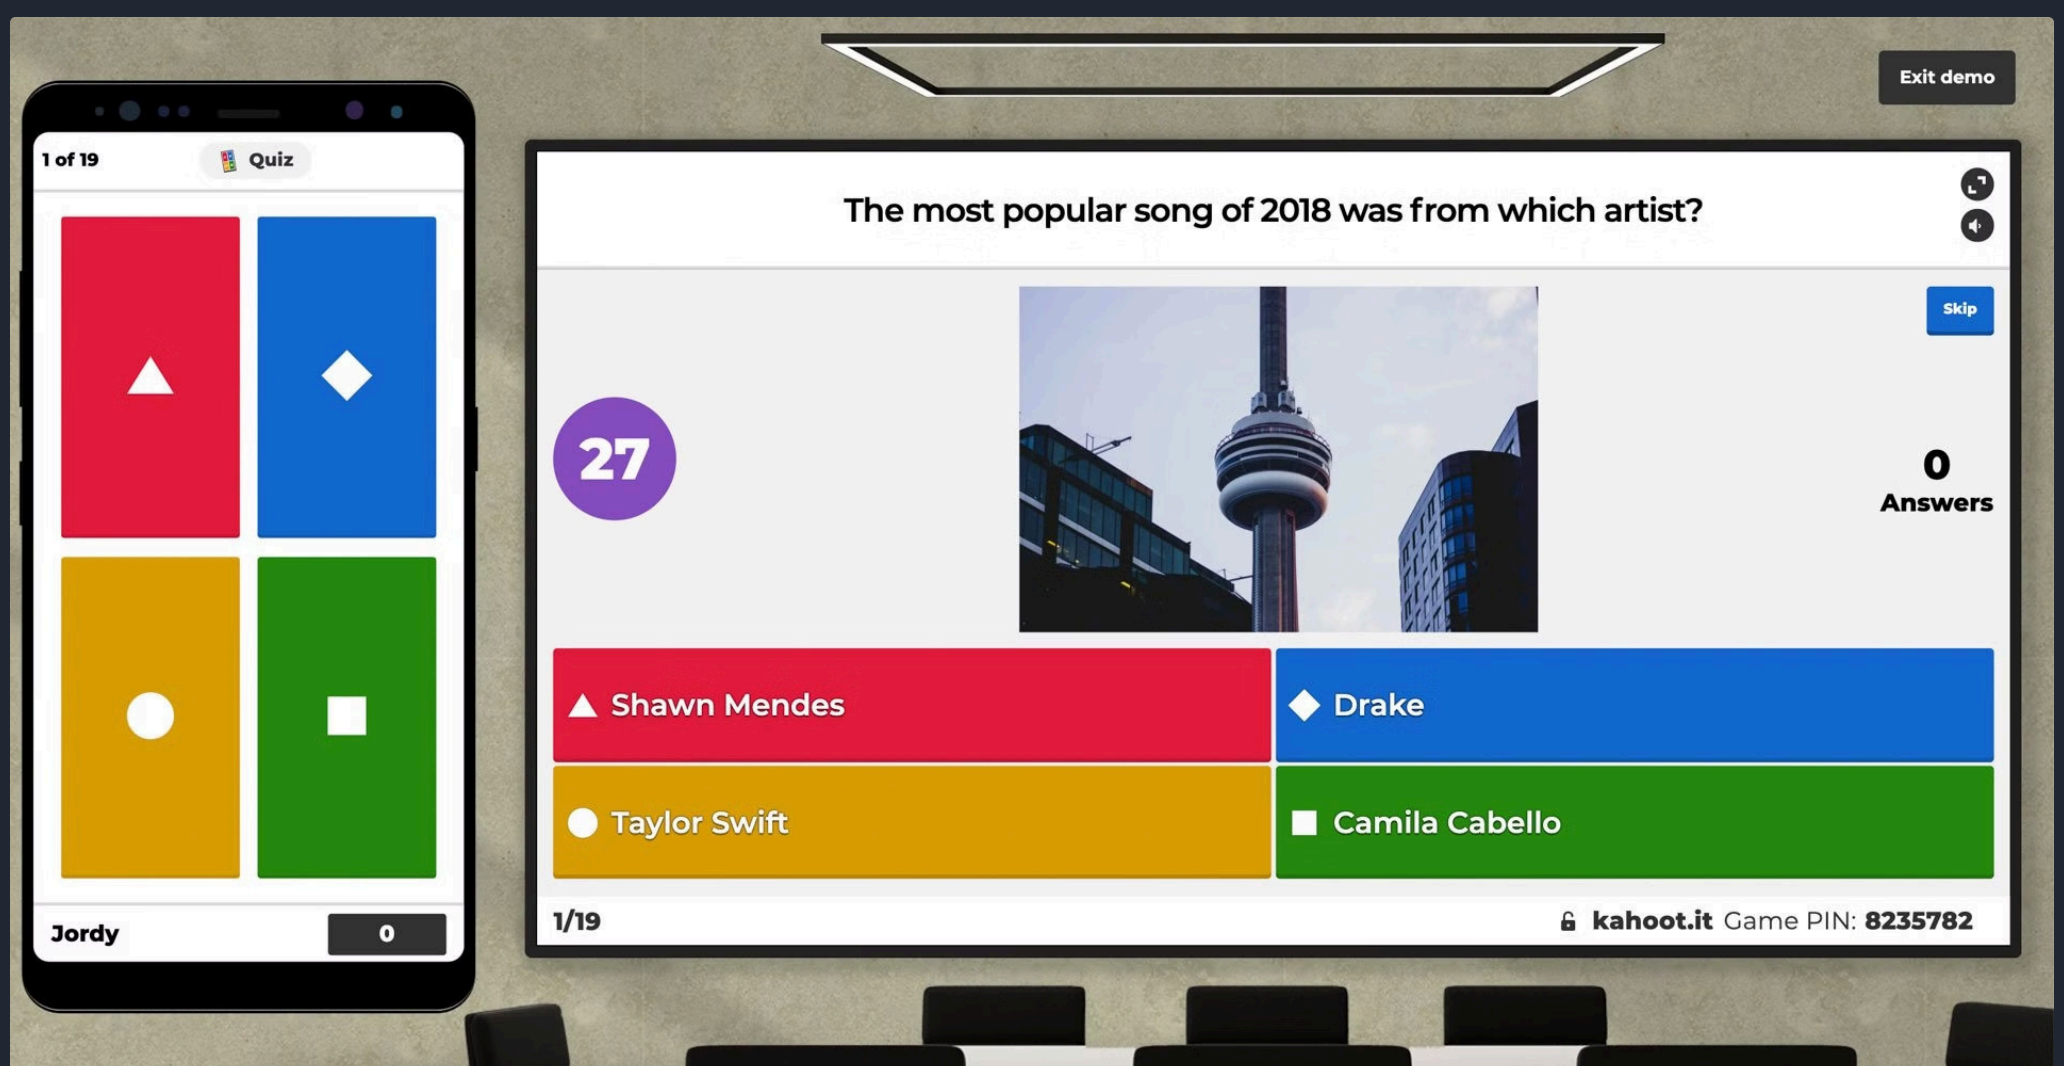 Exit demo
1 of 19
Quiz
The most popular song of 2018 was from which artist?
Skip
27
0
Answers
Shawn Mendes
Drake
Taylor Swift
Camila Cabello
Jordy
0
1/19
kahoot.it Game PIN: 8235782